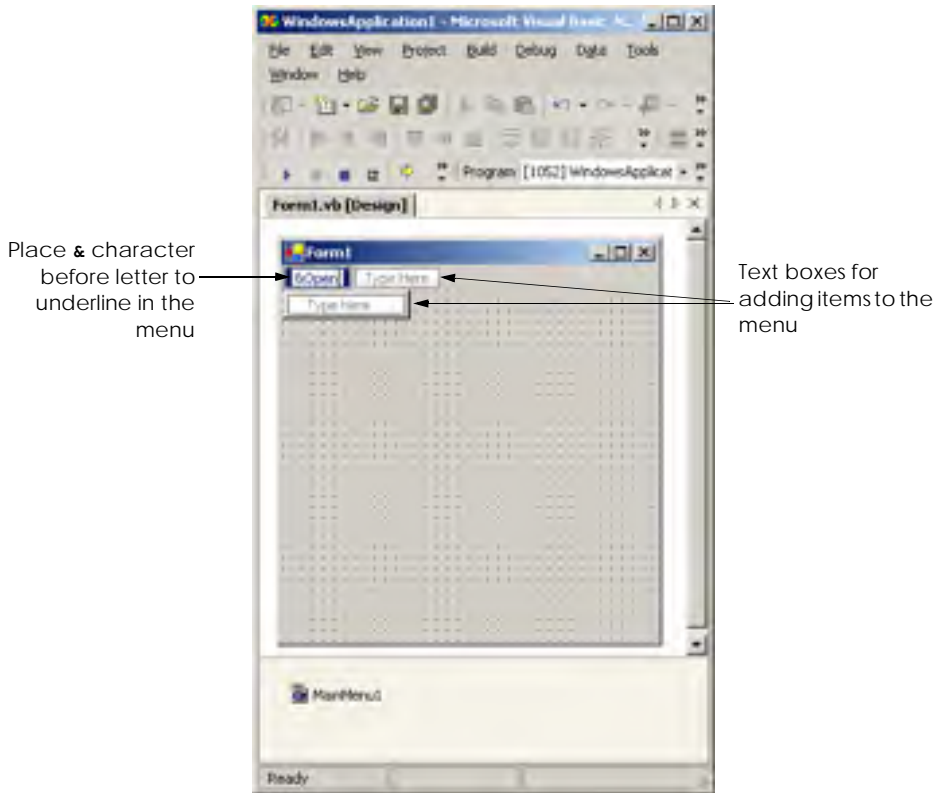 WindowsApplication1 - Microsoft Visual Basic .N...
File Edit View Project Build Debug Data Tools
Window Help
Program [1052] WindowsApplicat
Form1.vb [Design]
Form1
Place & character
before letter to
underline in the
menu
&Open Type Here
Type Here
Text boxes for
adding items to the
menu
MainMenu1
Ready